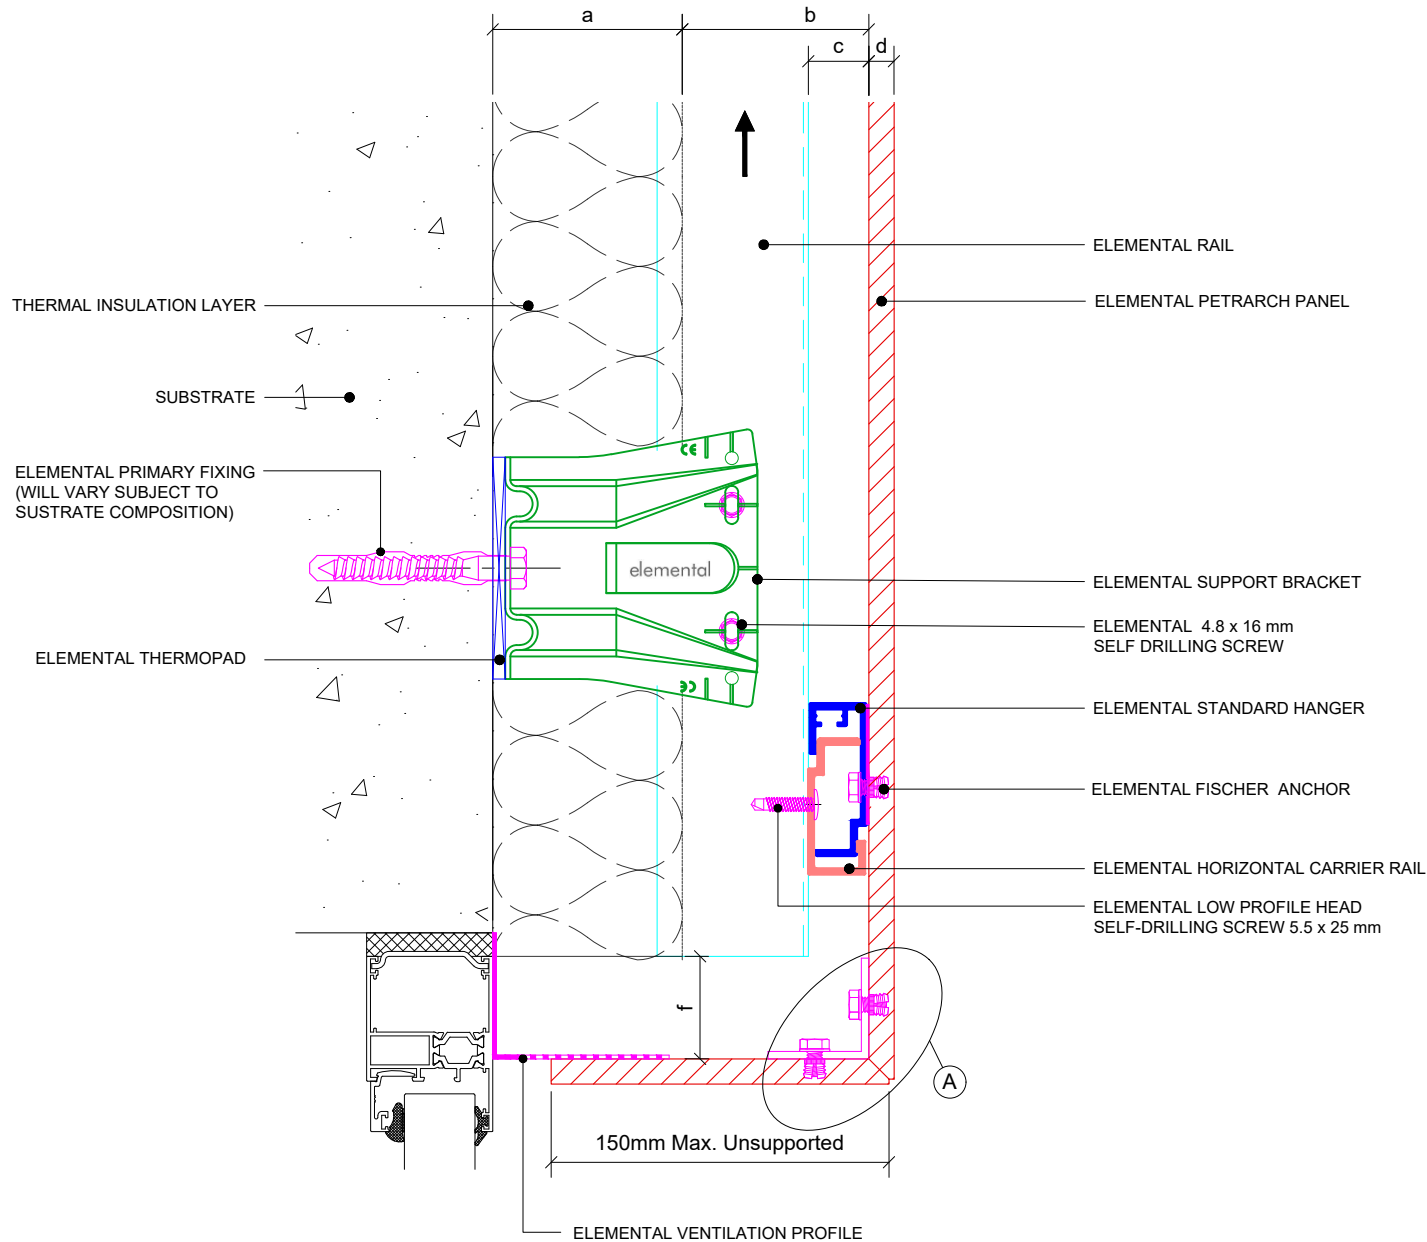 a
b
c
d
ELEMENTAL RAIL
ELEMENTAL PETRARCH PANEL
THERMAL INSULATION LAYER
SUBSTRATE
ELEMENTAL PRIMARY FIXING
(WILL VARY SUBJECT TO
SUSTRATE COMPOSITION)
CE
elemental
ELEMENTAL SUPPORT BRACKET
ELEMENTAL 4.8 x 16 mm
SELF DRILLING SCREW
ELEMENTAL THERMOPAD
CE
ELEMENTAL STANDARD HANGER
ELEMENTAL FISCHER ANCHOR
ELEMENTAL HORIZONTAL CARRIER RAIL
ELEMENTAL LOW PROFILE HEAD
SELF-DRILLING SCREW 5.5 x 25 mm
f
A
150mm Max. Unsupported
ELEMENTAL VENTILATION PROFILE